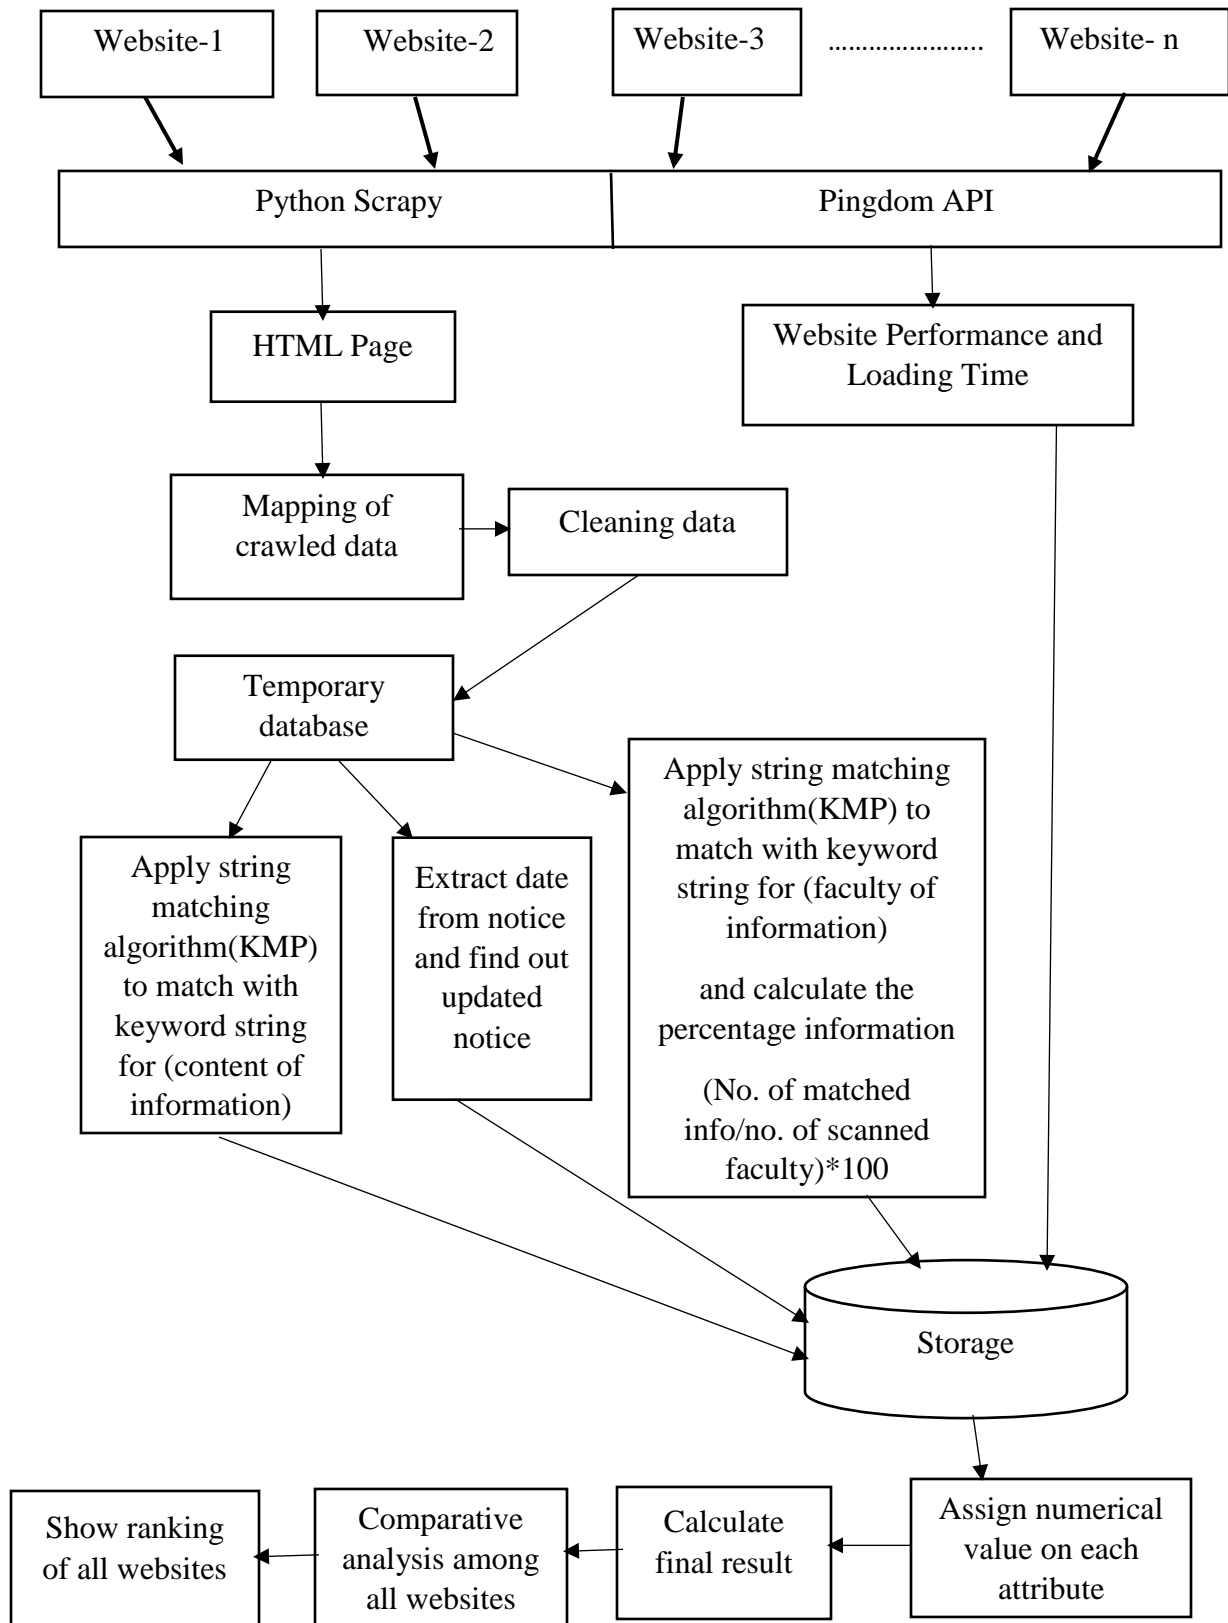 Website-1
Website-2
Website-3
.......................
Website- n
Python Scrapy
Pingdom API
HTML Page
Website Performance and
Loading Time
Mapping of
crawled data
Cleaning data
Temporary
database
Apply string
matching
algorithm(KMP)
to match with
keyword string
for (content of
information)
Extract date
from notice
and find out
updated
notice
Apply string matching
algorithm(KMP) to
match with keyword
string for (faculty of
information)
and calculate the
percentage information
(No. of matched
info/no. of scanned
faculty)*100
Storage
Show ranking
of all websites
Comparative
analysis among
all websites
Calculate
final result
Assign numerical
value on each
attribute